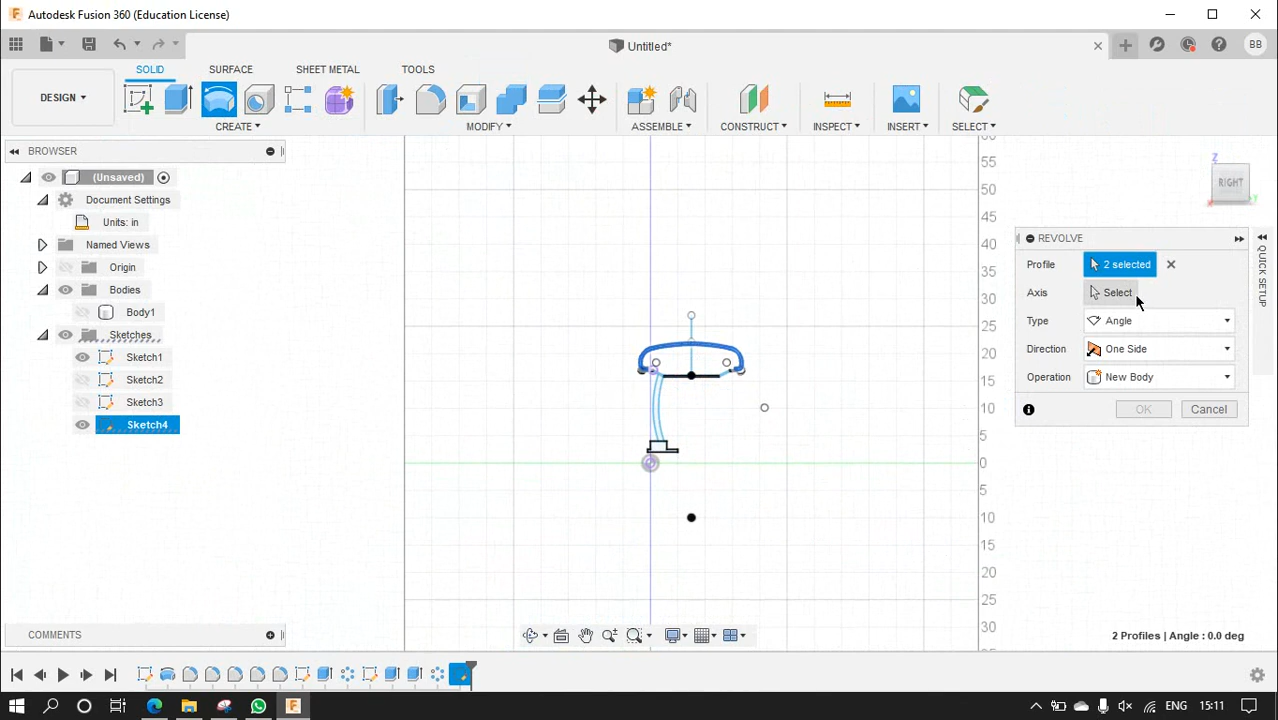 Autodesk Fusion 360 (Education License)
Untitled*
BB
DESIGN
SOLID
SURFACE
SHEET METAL
TOOLS
CREATE
MODIFY
ASSEMBLE
CONSTRUCT
INSPECT
INSERT
SELECT
BROWSER
(Unsaved)
Document Settings
Units: in
Named Views
Origin
Bodies
Body1
Sketches
Sketch1
Sketch2
Sketch3
Sketch4
60
55
50
45
40
35
30
25
20
15
10
5
0
5
10
15
20
25
30
Z
RIGHT
Y
REVOLVE
Profile
2 selected
Axis
Select
Type
Angle
Direction
One Side
Operation
New Body
OK
Cancel
QUICK SETUP
COMMENTS
2 Profiles | Angle : 0.0 deg
ENG
15:11